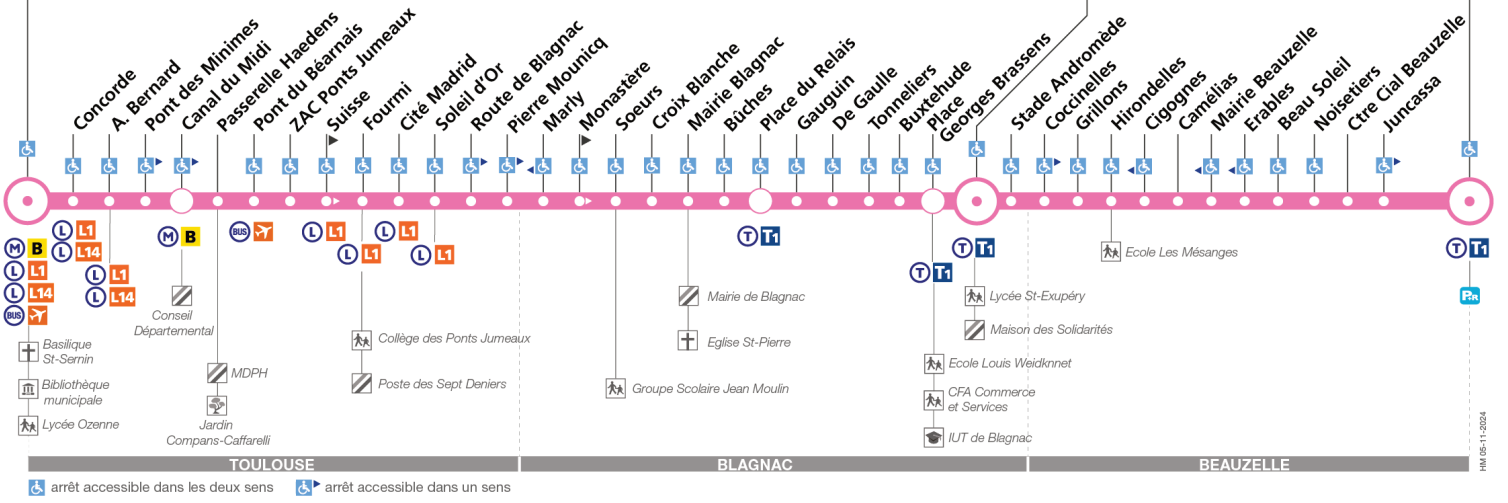 Concorde
A. Bernard
Pont des Minimes
Canal du Midi
Passerelle Haedens
Pont du Béarnais
ZAC Ponts Jumeaux
Suisse
Fourmi
Cité Madrid
Soleil d'Or
Route de Blagnac
Pierre Mounicq
Marly
Monastère
Soeurs
Croix Blanche
Mairie Blagnac
Bûches
Place du Relais
Gauguin
De Gaulle
Tonneliers
Buxtehude
Place
Georges Brassens
Stade Andromède
Coccinelles
Grillons
Hirondelles
Cigognes
Camélias
Mairie Beauzelle
Erables
Beau Soleil
Noisetiers
Ctre Cial Beauzelle
Juncassa
M B
L L1
L L14
BUS
L L1
L L14
L L1
L L14
M B
BUS
L L1
L L1
L L1
L L1
T T1
T T1
T T1
T T1
P+R
Basilique
St-Sernin
Bibliothèque
municipale
Lycée Ozenne
Conseil
Départemental
MDPH
Jardin
Compans-Caffarelli
Collège des Ponts Jumeaux
Poste des Sept Deniers
Groupe Scolaire Jean Moulin
Mairie de Blagnac
Eglise St-Pierre
Ecole Louis Weidknnet
CFA Commerce
et Services
IUT de Blagnac
Lycée St-Exupéry
Maison des Solidarités
Ecole Les Mésanges
TOULOUSE
BLAGNAC
BEAUZELLE
arrêt accessible dans les deux sens
arrêt accessible dans un sens
HM 05-11-2024